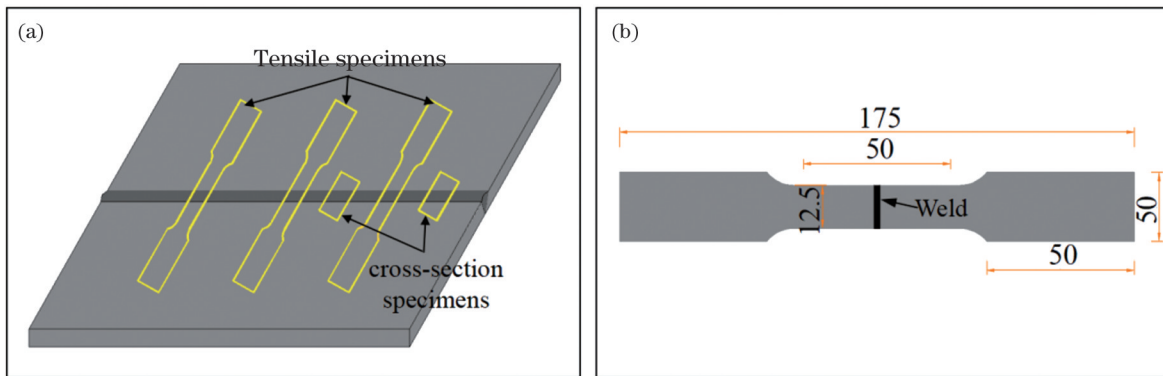 (a)
Tensile specimens
cross-section
specimens
(b)
175
50
12.5
Weld
50
50